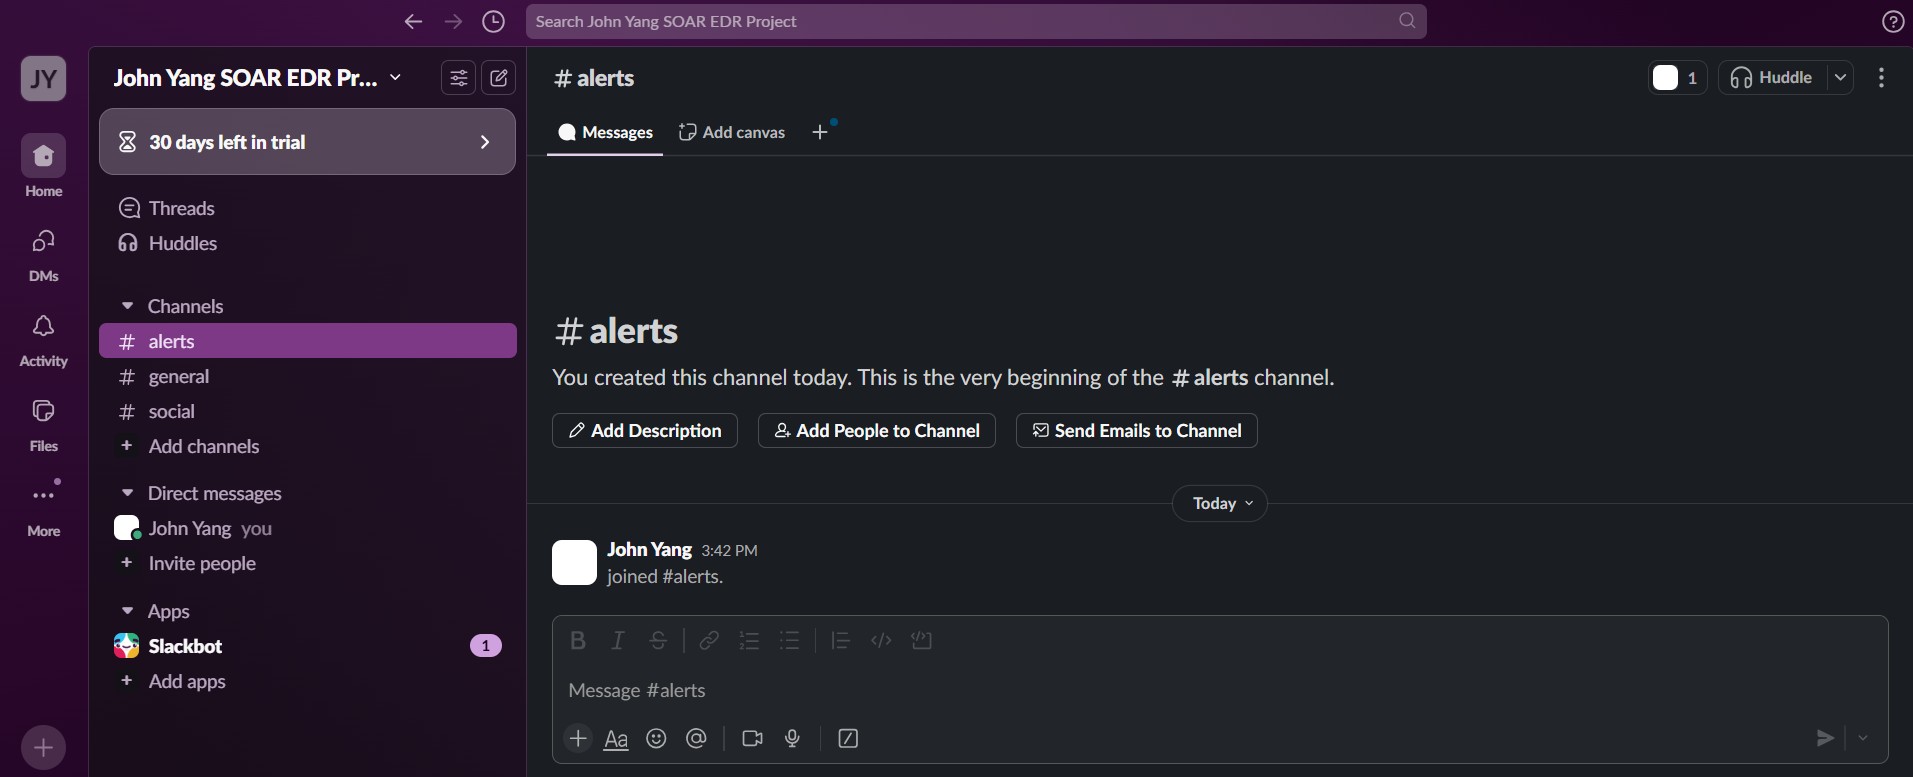 Search John Yang SOAR EDR Project
JY
Home
DMs
Activity
Files
More
John Yang SOAR EDR Pr...
30 days left in trial
Threads
Huddles
Channels
# alerts
# general
# social
+ Add channels
Direct messages
John Yang you
+ Invite people
Apps
Slackbot 1
+ Add apps
# alerts
1
Huddle
Messages
Add canvas
# alerts
You created this channel today. This is the very beginning of the # alerts channel.
Add Description
Add People to Channel
Send Emails to Channel
Today
John Yang 3:42 PM
joined #alerts.
Message #alerts
Aa